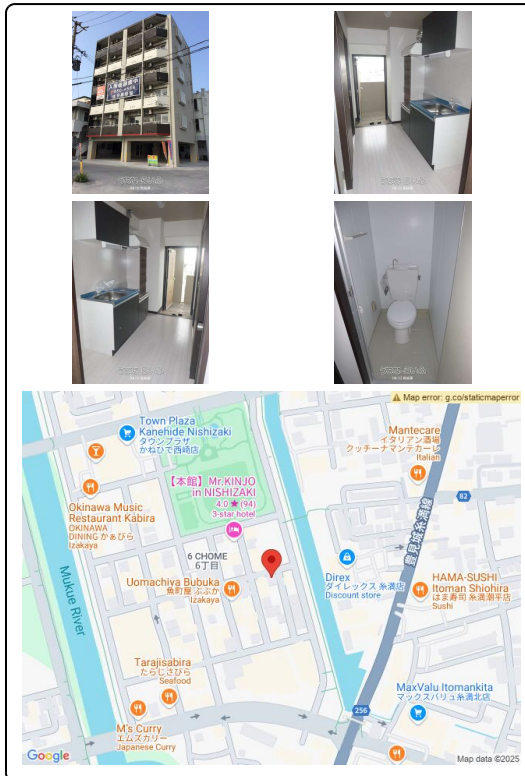 Map error: g.co/staticmaperror
Town Plaza
Kanehide Nishizaki
タウンプラザ
かねひで西崎店
Mantecare
イタリアン酒場
クッチーナマンテカーレ
Italian
【本館】Mr.KINJO
in NISHIZAKI
4.0★(94)
3-star hotel
82
Okinawa Music
Restaurant Kabira
OKINAWA
DINING かぁびら
Izakaya
豊見城糸満線
6 CHOME
6丁目
Direx
ダイレックス 糸満店
Discount store
Uomachiya Bubuka
魚町屋 ぶぶか
Izakaya
HAMA-SUSHI
Itoman Shiohira
はま寿司 糸満潮平店
Sushi
Mukue River
Tarajisabira
たらじさびら
Seafood
MaxValu Itomankita
マックスバリュ糸満北店
256
M's Curry
エムズカリー
Japanese Curry
Google
Map data ©2025